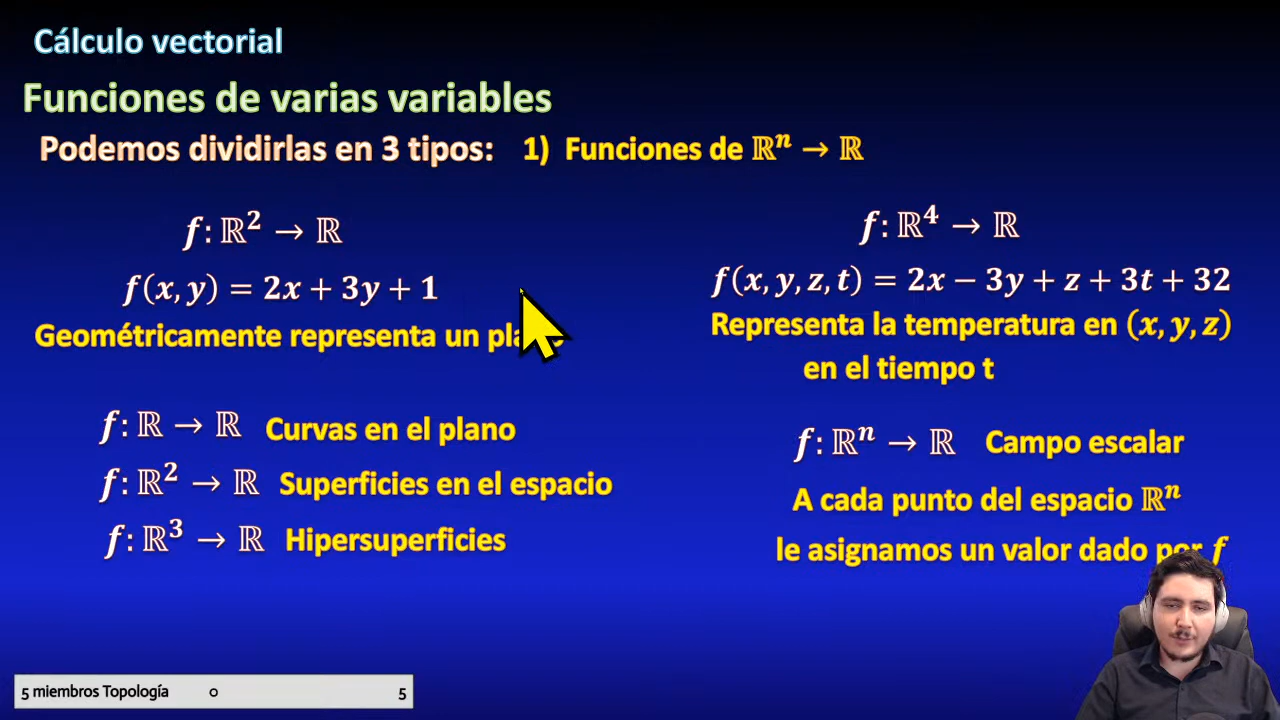 Cálculo vectorial
Funciones de varias variables
Podemos dividirlas en 3 tipos: 1) Funciones de ℝⁿ → ℝ
f: ℝ² → ℝ
f(x, y) = 2x + 3y + 1
Geométricamente representa un
f: ℝ → ℝ Curvas en el plano
f: ℝ² → ℝ Superficies en el espacio
f: ℝ³ → ℝ Hipersuperficies
f: ℝ⁴ → ℝ
f(x, y, z, t) = 2x − 3y + z + 3t + 32
Representa la temperatura en (x, y, z)
en el tiempo t
f: ℝⁿ → ℝ Campo escalar
A cada punto del espacio ℝⁿ
le asignamos un valor dado por f
5 miembros Topología 5